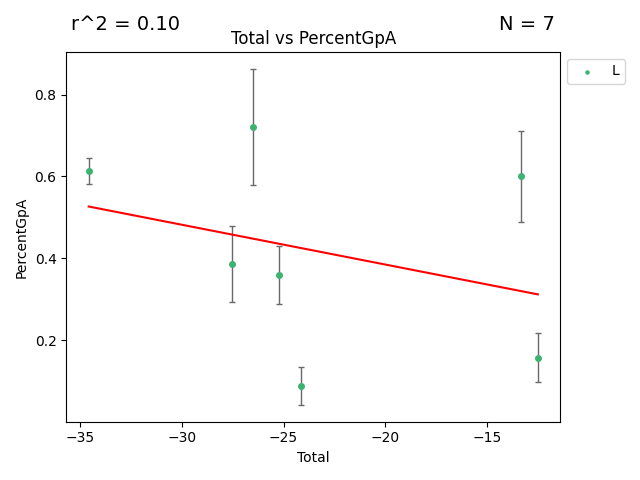 r^2 = 0.10
N = 7
Total vs PercentGpA
L
PercentGpA
0.8
0.6
0.4
0.2
−35
−30
−25
−20
−15
Total